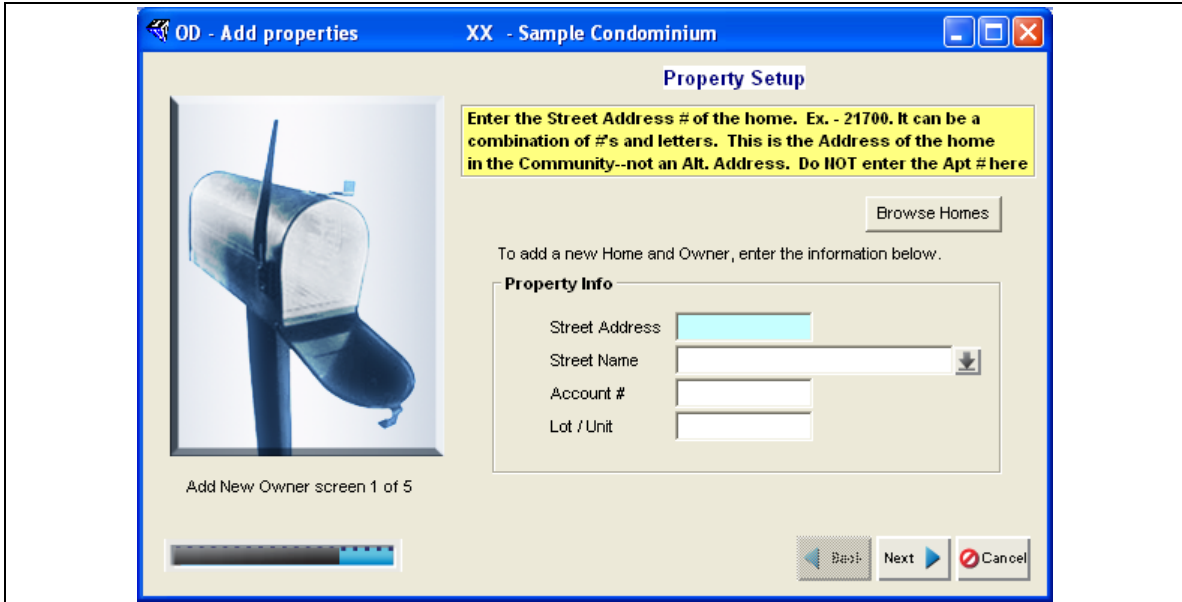 OD - Add properties XX - Sample Condominium
Property Setup
Enter the Street Address # of the home. Ex. - 21700. It can be a
combination of #'s and letters. This is the Address of the home
in the Community--not an Alt. Address. Do NOT enter the Apt # here
Browse Homes
To add a new Home and Owner, enter the information below.
Property Info
Street Address
Street Name
Account #
Lot / Unit
Add New Owner screen 1 of 5
Back Next Cancel